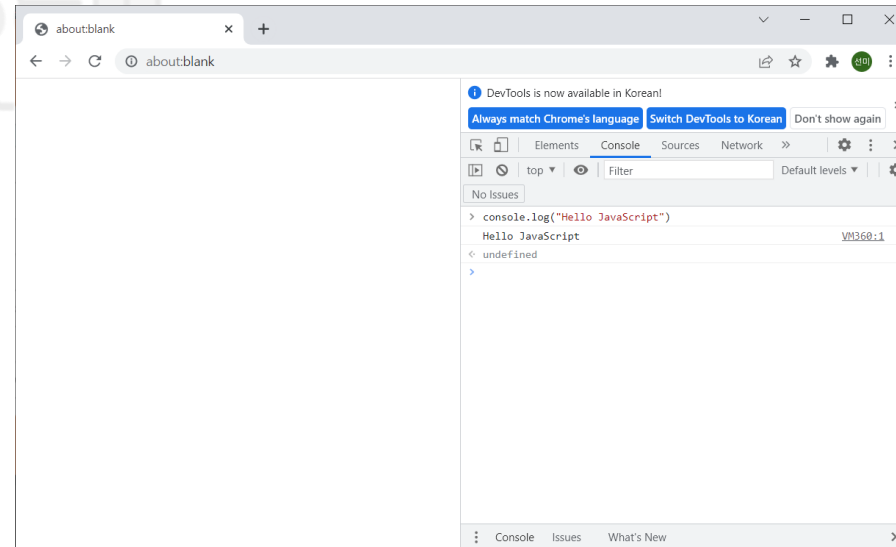 about:blank
about:blank
선미
DevTools is now available in Korean!
Always match Chrome's language Switch DevTools to Korean Don't show again
Elements Console Sources Network
top Filter Default levels
No Issues
console.log("Hello JavaScript")
Hello JavaScript VM360:1
undefined
Console Issues What's New